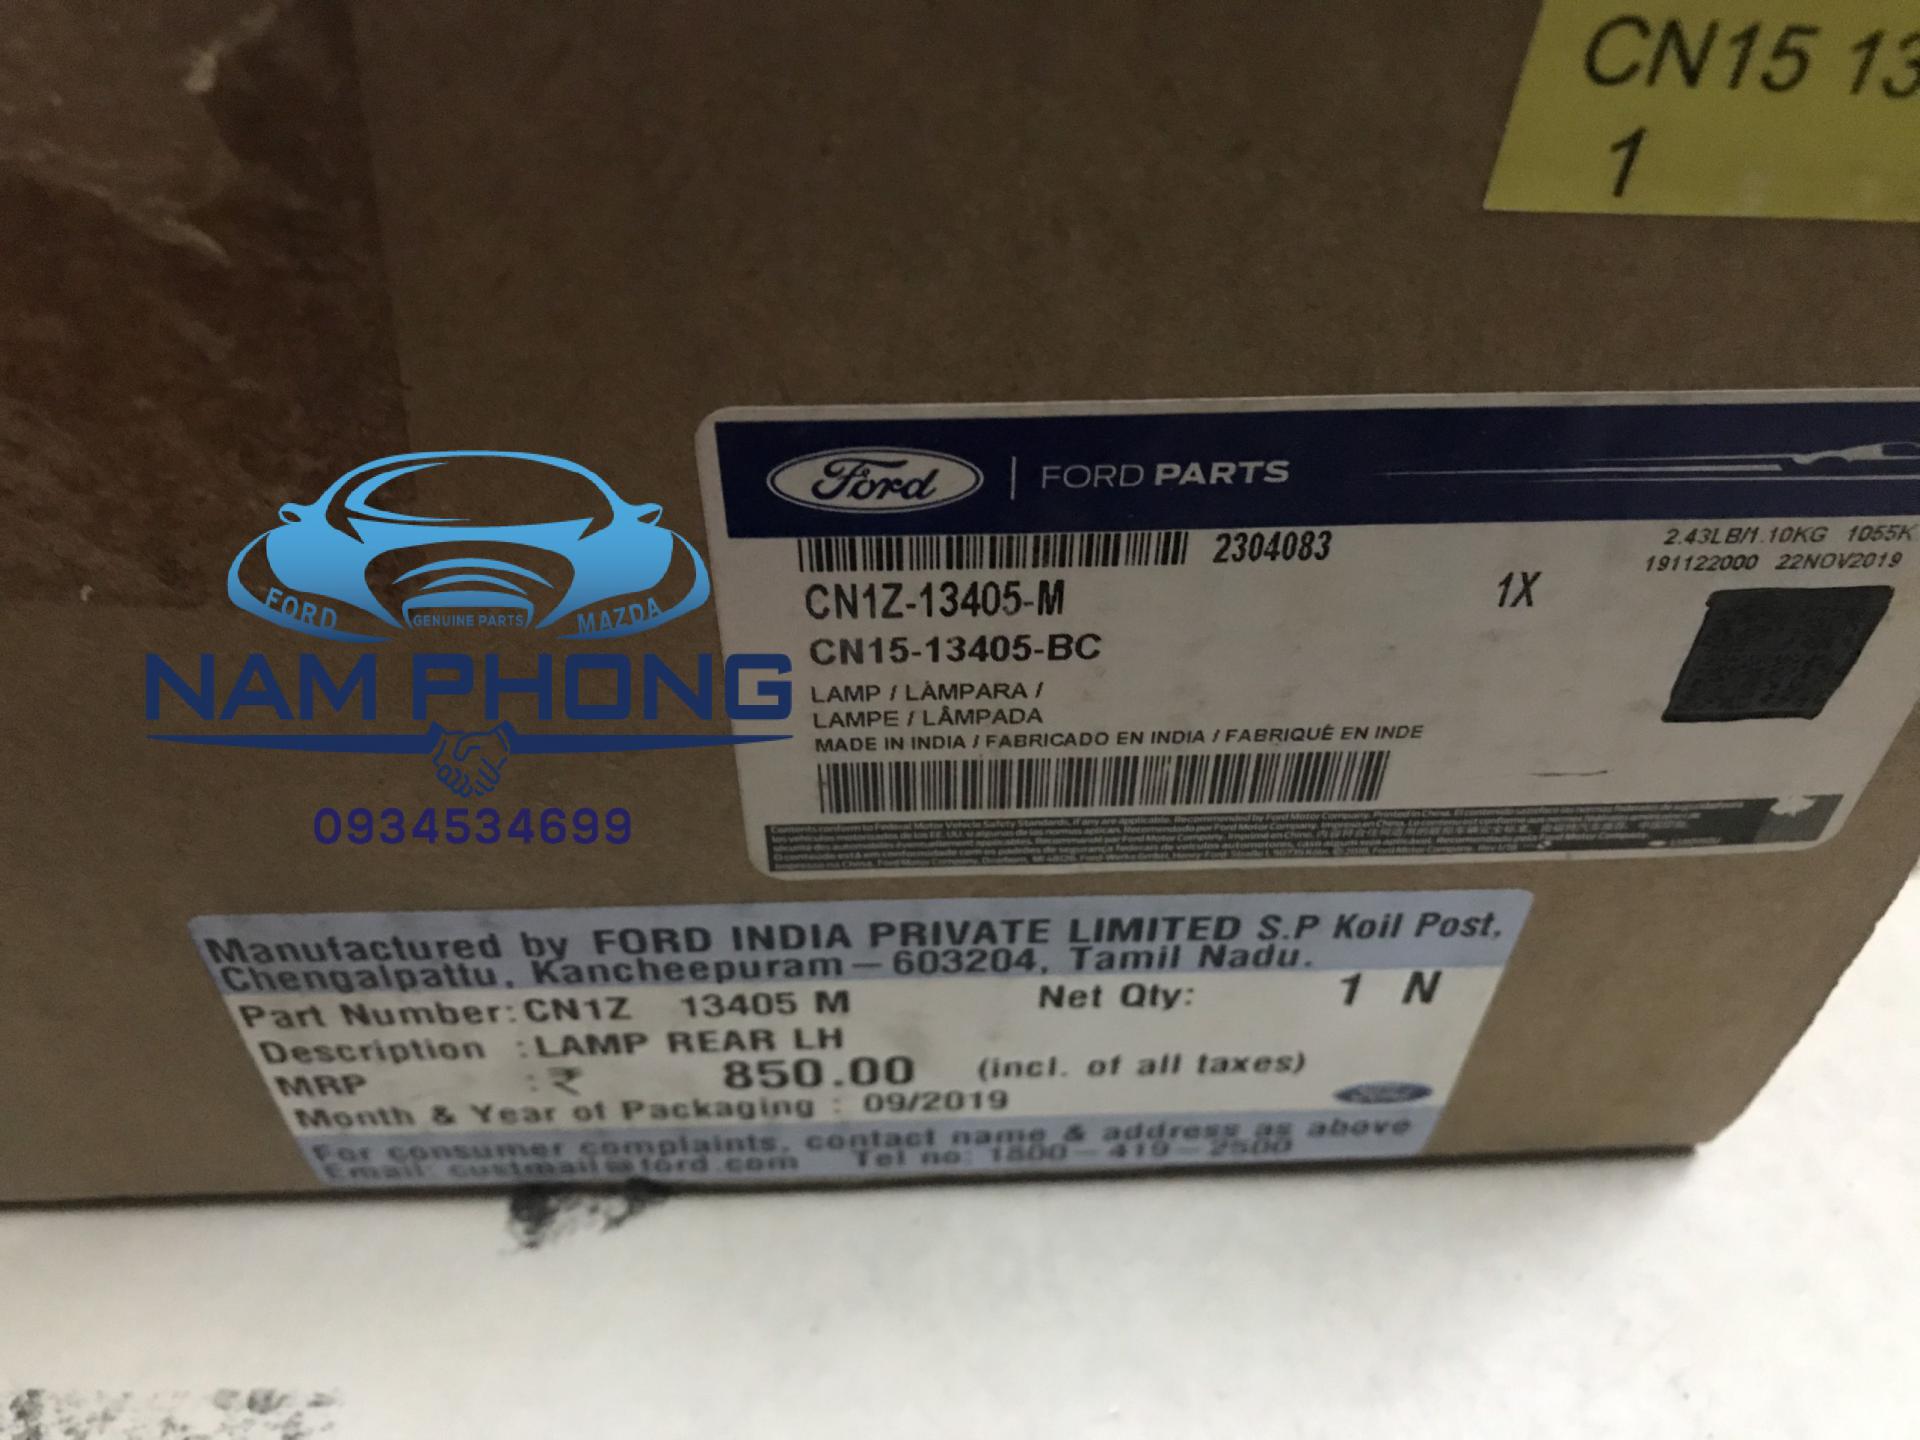 CN15 13
1
Ford | FORD PARTS
2304083
2.43LB/1.10KG 1055K
191122000 22NOV2019
CN1Z-13405-M
1X
CN15-13405-BC
LAMP / LÁMPARA /
LAMPE / LÂMPADA
MADE IN INDIA / FABRICADO EN INDIA / FABRIQUÉ EN INDE
FORD
GENUINE PARTS
MAZDA
NAM PHONG
0934534699
Manufactured by FORD INDIA PRIVATE LIMITED S.P Koil Post,
Chengalpattu, Kancheepuram – 603204, Tamil Nadu.
Part Number: CN1Z 13405 M Net Qty: 1 N
Description : LAMP REAR LH
MRP : ₹ 850.00 (incl. of all taxes)
Month & Year of Packaging : 09/2019
Ford
For consumer complaints, contact name & address as above
Email: custmail@ford.com Tel no: 1800-419-2500